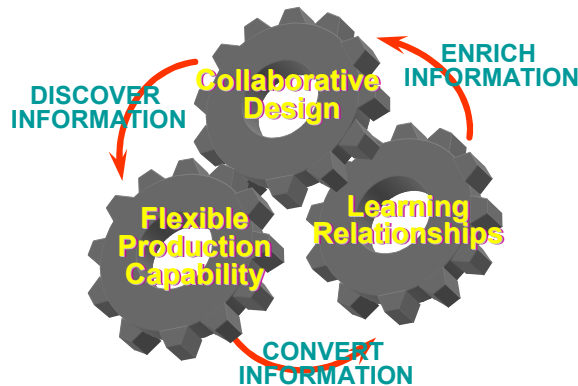 ENRICH
INFORMATION
Collaborative
Design
DISCOVER
INFORMATION
Learning
Relationships
Flexible
Production
Capability
CONVERT
INFORMATION